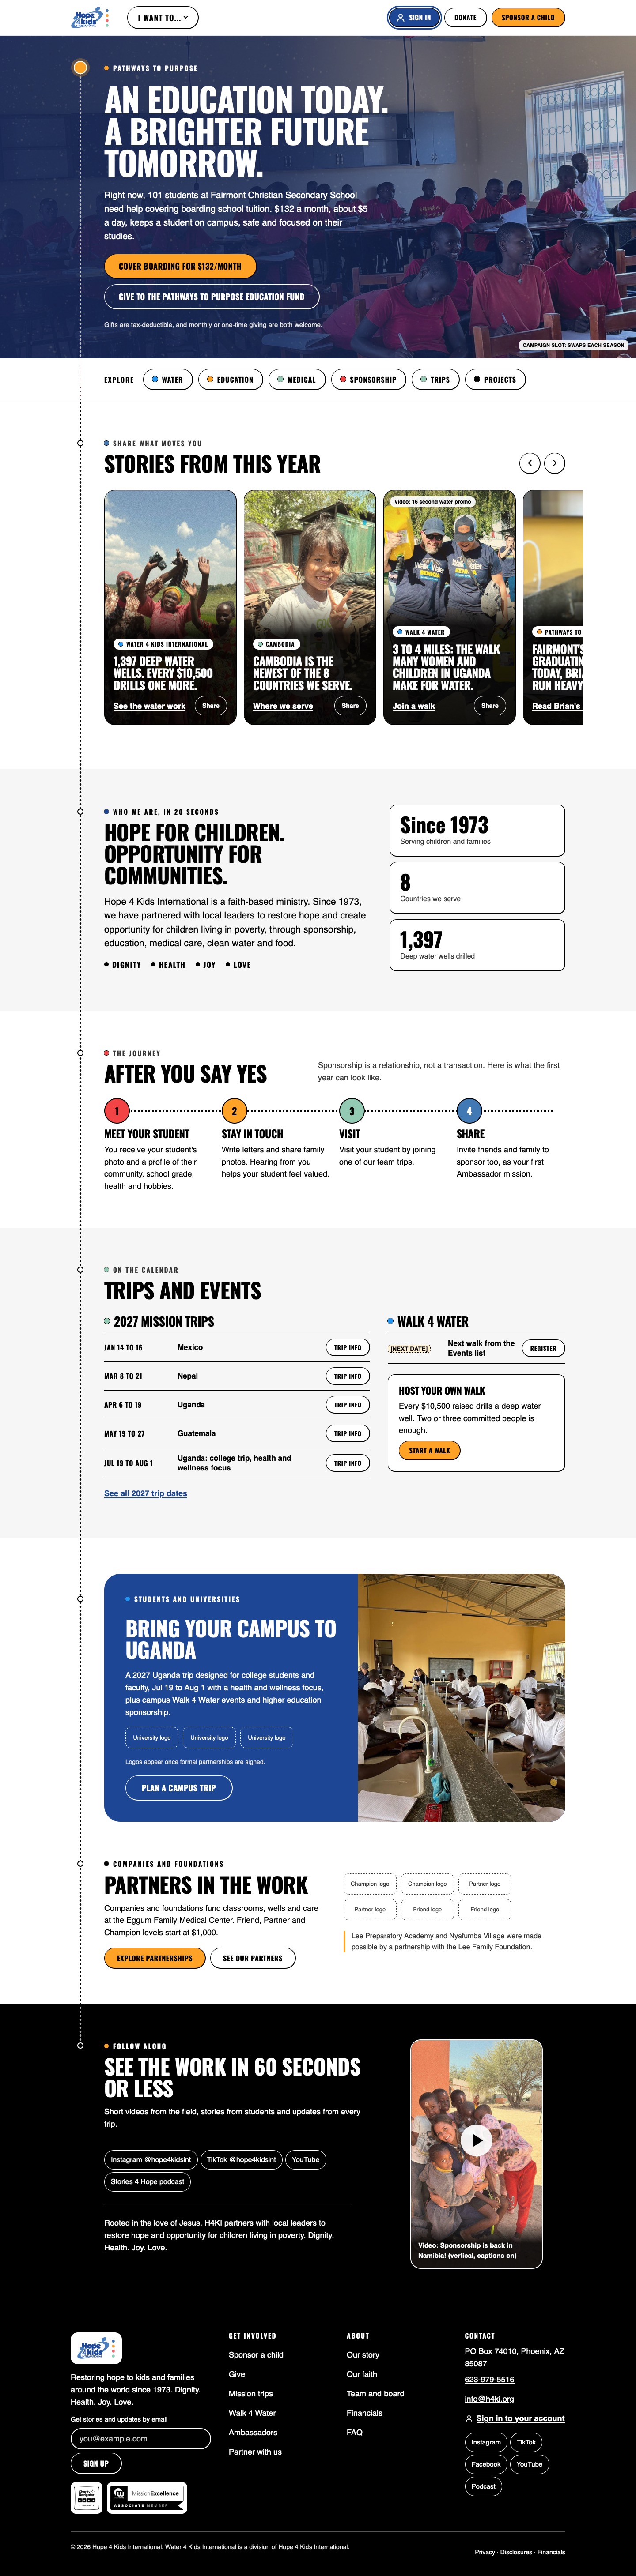 Hope 4kids
I WANT TO...
SIGN IN
DONATE
SPONSOR A CHILD
PATHWAYS TO PURPOSE
AN EDUCATION TODAY.
A BRIGHTER FUTURE
TOMORROW.
Right now, 101 students at Fairmont Christian Secondary School
need help covering boarding school tuition. $132 a month, about $5
a day, keeps a student on campus, safe and focused on their
studies.
COVER BOARDING FOR $132/MONTH
GIVE TO THE PATHWAYS TO PURPOSE EDUCATION FUND
Gifts are tax-deductible, and monthly or one-time giving are both welcome.
CAMPAIGN SLOT: SWAPS EACH SEASON
EXPLORE
WATER
EDUCATION
MEDICAL
SPONSORSHIP
TRIPS
PROJECTS
SHARE WHAT MOVES YOU
STORIES FROM THIS YEAR
WATER 4 KIDS INTERNATIONAL
1,397 DEEP WATER
WELLS. EVERY $10,500
DRILLS ONE MORE.
See the water work
Share
CAMBODIA
CAMBODIA IS THE
NEWEST OF THE 8
COUNTRIES WE SERVE.
Where we serve
Share
Video: 16 second water promo
Walk4Water
BENICIA
Walk4Water
BENICIA
WALK 4 WATER
3 TO 4 MILES: THE WALK
MANY WOMEN AND
CHILDREN IN UGANDA
MAKE FOR WATER.
Join a walk
Share
PATHWAYS TO
FAIRMONT'S
GRADUATIN
TODAY, BRIA
RUN HEAVY
Read Brian's
WHO WE ARE, IN 20 SECONDS
HOPE FOR CHILDREN.
OPPORTUNITY FOR
COMMUNITIES.
Hope 4 Kids International is a faith-based ministry. Since 1973,
we have partnered with local leaders to restore hope and create
opportunity for children living in poverty, through sponsorship,
education, medical care, clean water and food.
DIGNITY
HEALTH
JOY
LOVE
Since 1973
Serving children and families
8
Countries we serve
1,397
Deep water wells drilled
THE JOURNEY
AFTER YOU SAY YES
Sponsorship is a relationship, not a transaction. Here is what the first
year can look like.
1
MEET YOUR STUDENT
You receive your student's
photo and a profile of their
community, school grade,
health and hobbies.
2
STAY IN TOUCH
Write letters and share family
photos. Hearing from you
helps your student feel valued.
3
VISIT
Visit your student by joining
one of our team trips.
4
SHARE
Invite friends and family to
sponsor too, as your first
Ambassador mission.
ON THE CALENDAR
TRIPS AND EVENTS
2027 MISSION TRIPS
JAN 14 TO 16 Mexico TRIP INFO
MAR 8 TO 21 Nepal TRIP INFO
APR 6 TO 19 Uganda TRIP INFO
MAY 19 TO 27 Guatemala TRIP INFO
JUL 19 TO AUG 1 Uganda: college trip, health and
wellness focus TRIP INFO
See all 2027 trip dates
WALK 4 WATER
[NEXT DATE] Next walk from the
Events list REGISTER
HOST YOUR OWN WALK
Every $10,500 raised drills a deep water
well. Two or three committed people is
enough.
START A WALK
STUDENTS AND UNIVERSITIES
BRING YOUR CAMPUS TO
UGANDA
A 2027 Uganda trip designed for college students and
faculty, Jul 19 to Aug 1 with a health and wellness focus,
plus campus Walk 4 Water events and higher education
sponsorship.
University logo
University logo
University logo
Logos appear once formal partnerships are signed.
PLAN A CAMPUS TRIP
COMPANIES AND FOUNDATIONS
PARTNERS IN THE WORK
Companies and foundations fund classrooms, wells and care
at the Eggum Family Medical Center. Friend, Partner and
Champion levels start at $1,000.
EXPLORE PARTNERSHIPS
SEE OUR PARTNERS
Champion logo
Champion logo
Partner logo
Partner logo
Friend logo
Friend logo
Lee Preparatory Academy and Nyafumba Village were made
possible by a partnership with the Lee Family Foundation.
FOLLOW ALONG
SEE THE WORK IN 60 SECONDS
OR LESS
Short videos from the field, stories from students and updates from every
trip.
Instagram @hope4kidsint
TikTok @hope4kidsint
YouTube
Stories 4 Hope podcast
Rooted in the love of Jesus, H4KI partners with local leaders to
restore hope and opportunity for children living in poverty. Dignity.
Health. Joy. Love.
Video: Sponsorship is back in
Namibia! (vertical, captions on)
Hope 4kids
Restoring hope to kids and families
around the world since 1973. Dignity.
Health. Joy. Love.
Get stories and updates by email
you@example.com
SIGN UP
Charity Navigator
MissionExcellence
ASSOCIATE MEMBER
GET INVOLVED
Sponsor a child
Give
Mission trips
Walk 4 Water
Ambassadors
Partner with us
ABOUT
Our story
Our faith
Team and board
Financials
FAQ
CONTACT
PO Box 74010, Phoenix, AZ
85087
623-979-5516
info@h4ki.org
Sign in to your account
Instagram
TikTok
Facebook
YouTube
Podcast
© 2026 Hope 4 Kids International. Water 4 Kids International is a division of Hope 4 Kids International.
Privacy · Disclosures · Financials